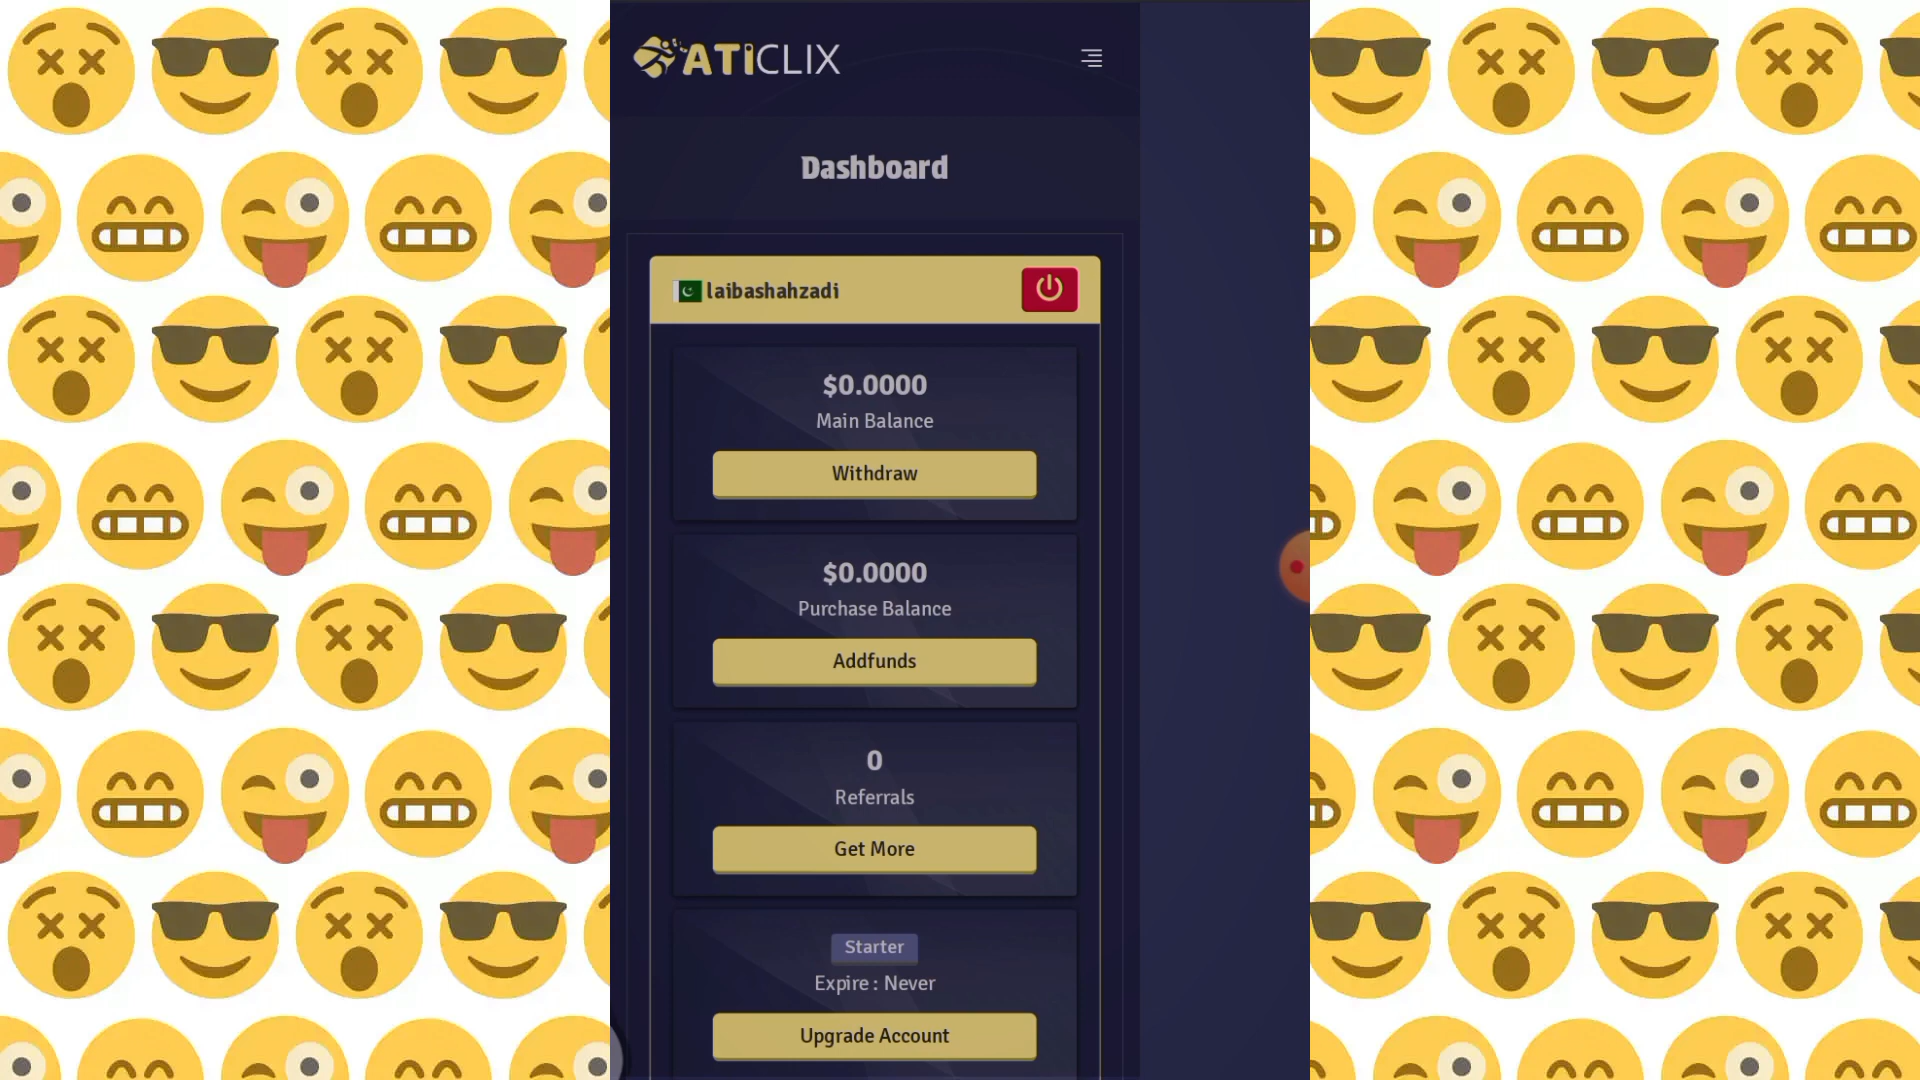 ATICLIX
Dashboard
laibashahzadi
$0.0000
Main Balance
Withdraw
$0.0000
Purchase Balance
Addfunds
0
Referrals
Get More
Starter
Expire : Never
Upgrade Account